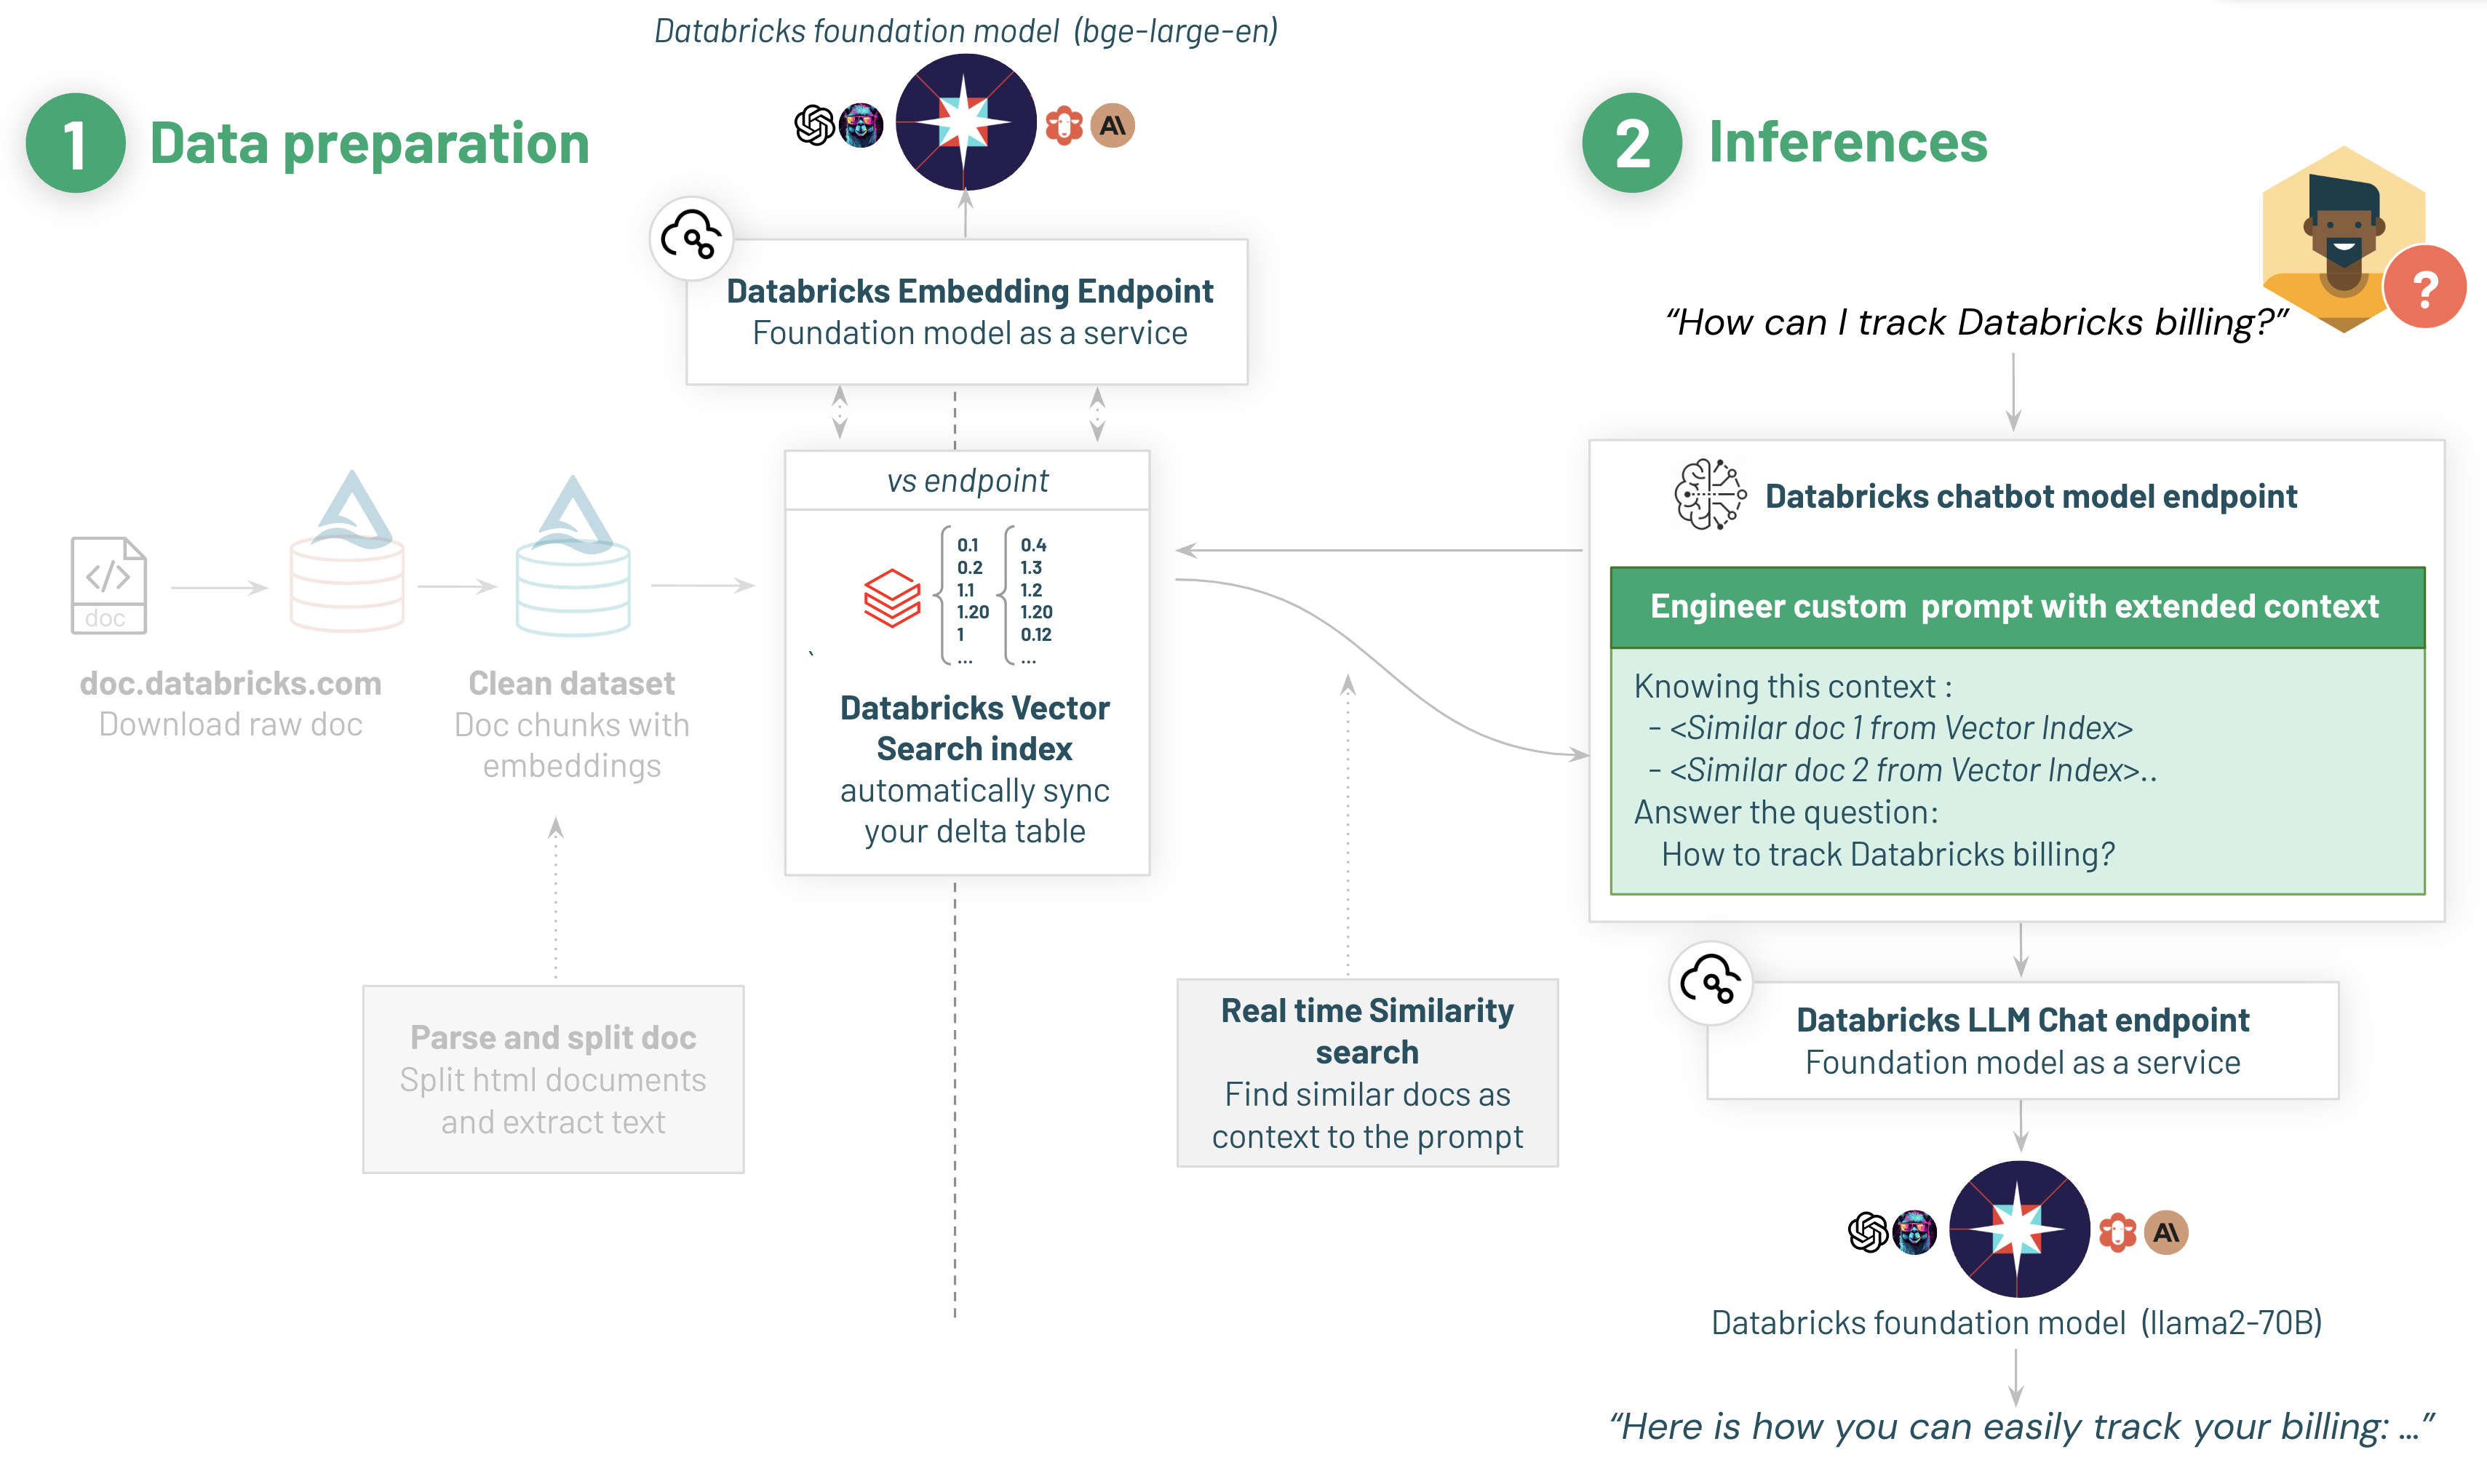 Databricks foundation model (bge-large-en)
1 Data preparation
AI
Databricks Embedding Endpoint
Foundation model as a service
vs endpoint
0.1 0.4
0.2 1.3
1.1 1.2
1.20 1.20
1 0.12
... ...
`
Databricks Vector
Search index
automatically sync
your delta table
</>
doc
doc.databricks.com
Download raw doc
Clean dataset
Doc chunks with
embeddings
Parse and split doc
Split html documents
and extract text
2 Inferences
?
“How can I track Databricks billing?”
Databricks chatbot model endpoint
Engineer custom prompt with extended context
Knowing this context :
- <Similar doc 1 from Vector Index>
- <Similar doc 2 from Vector Index>..
Answer the question:
How to track Databricks billing?
Real time Similarity
search
Find similar docs as
context to the prompt
Databricks LLM Chat endpoint
Foundation model as a service
AI
Databricks foundation model (llama2-70B)
“Here is how you can easily track your billing: ...”